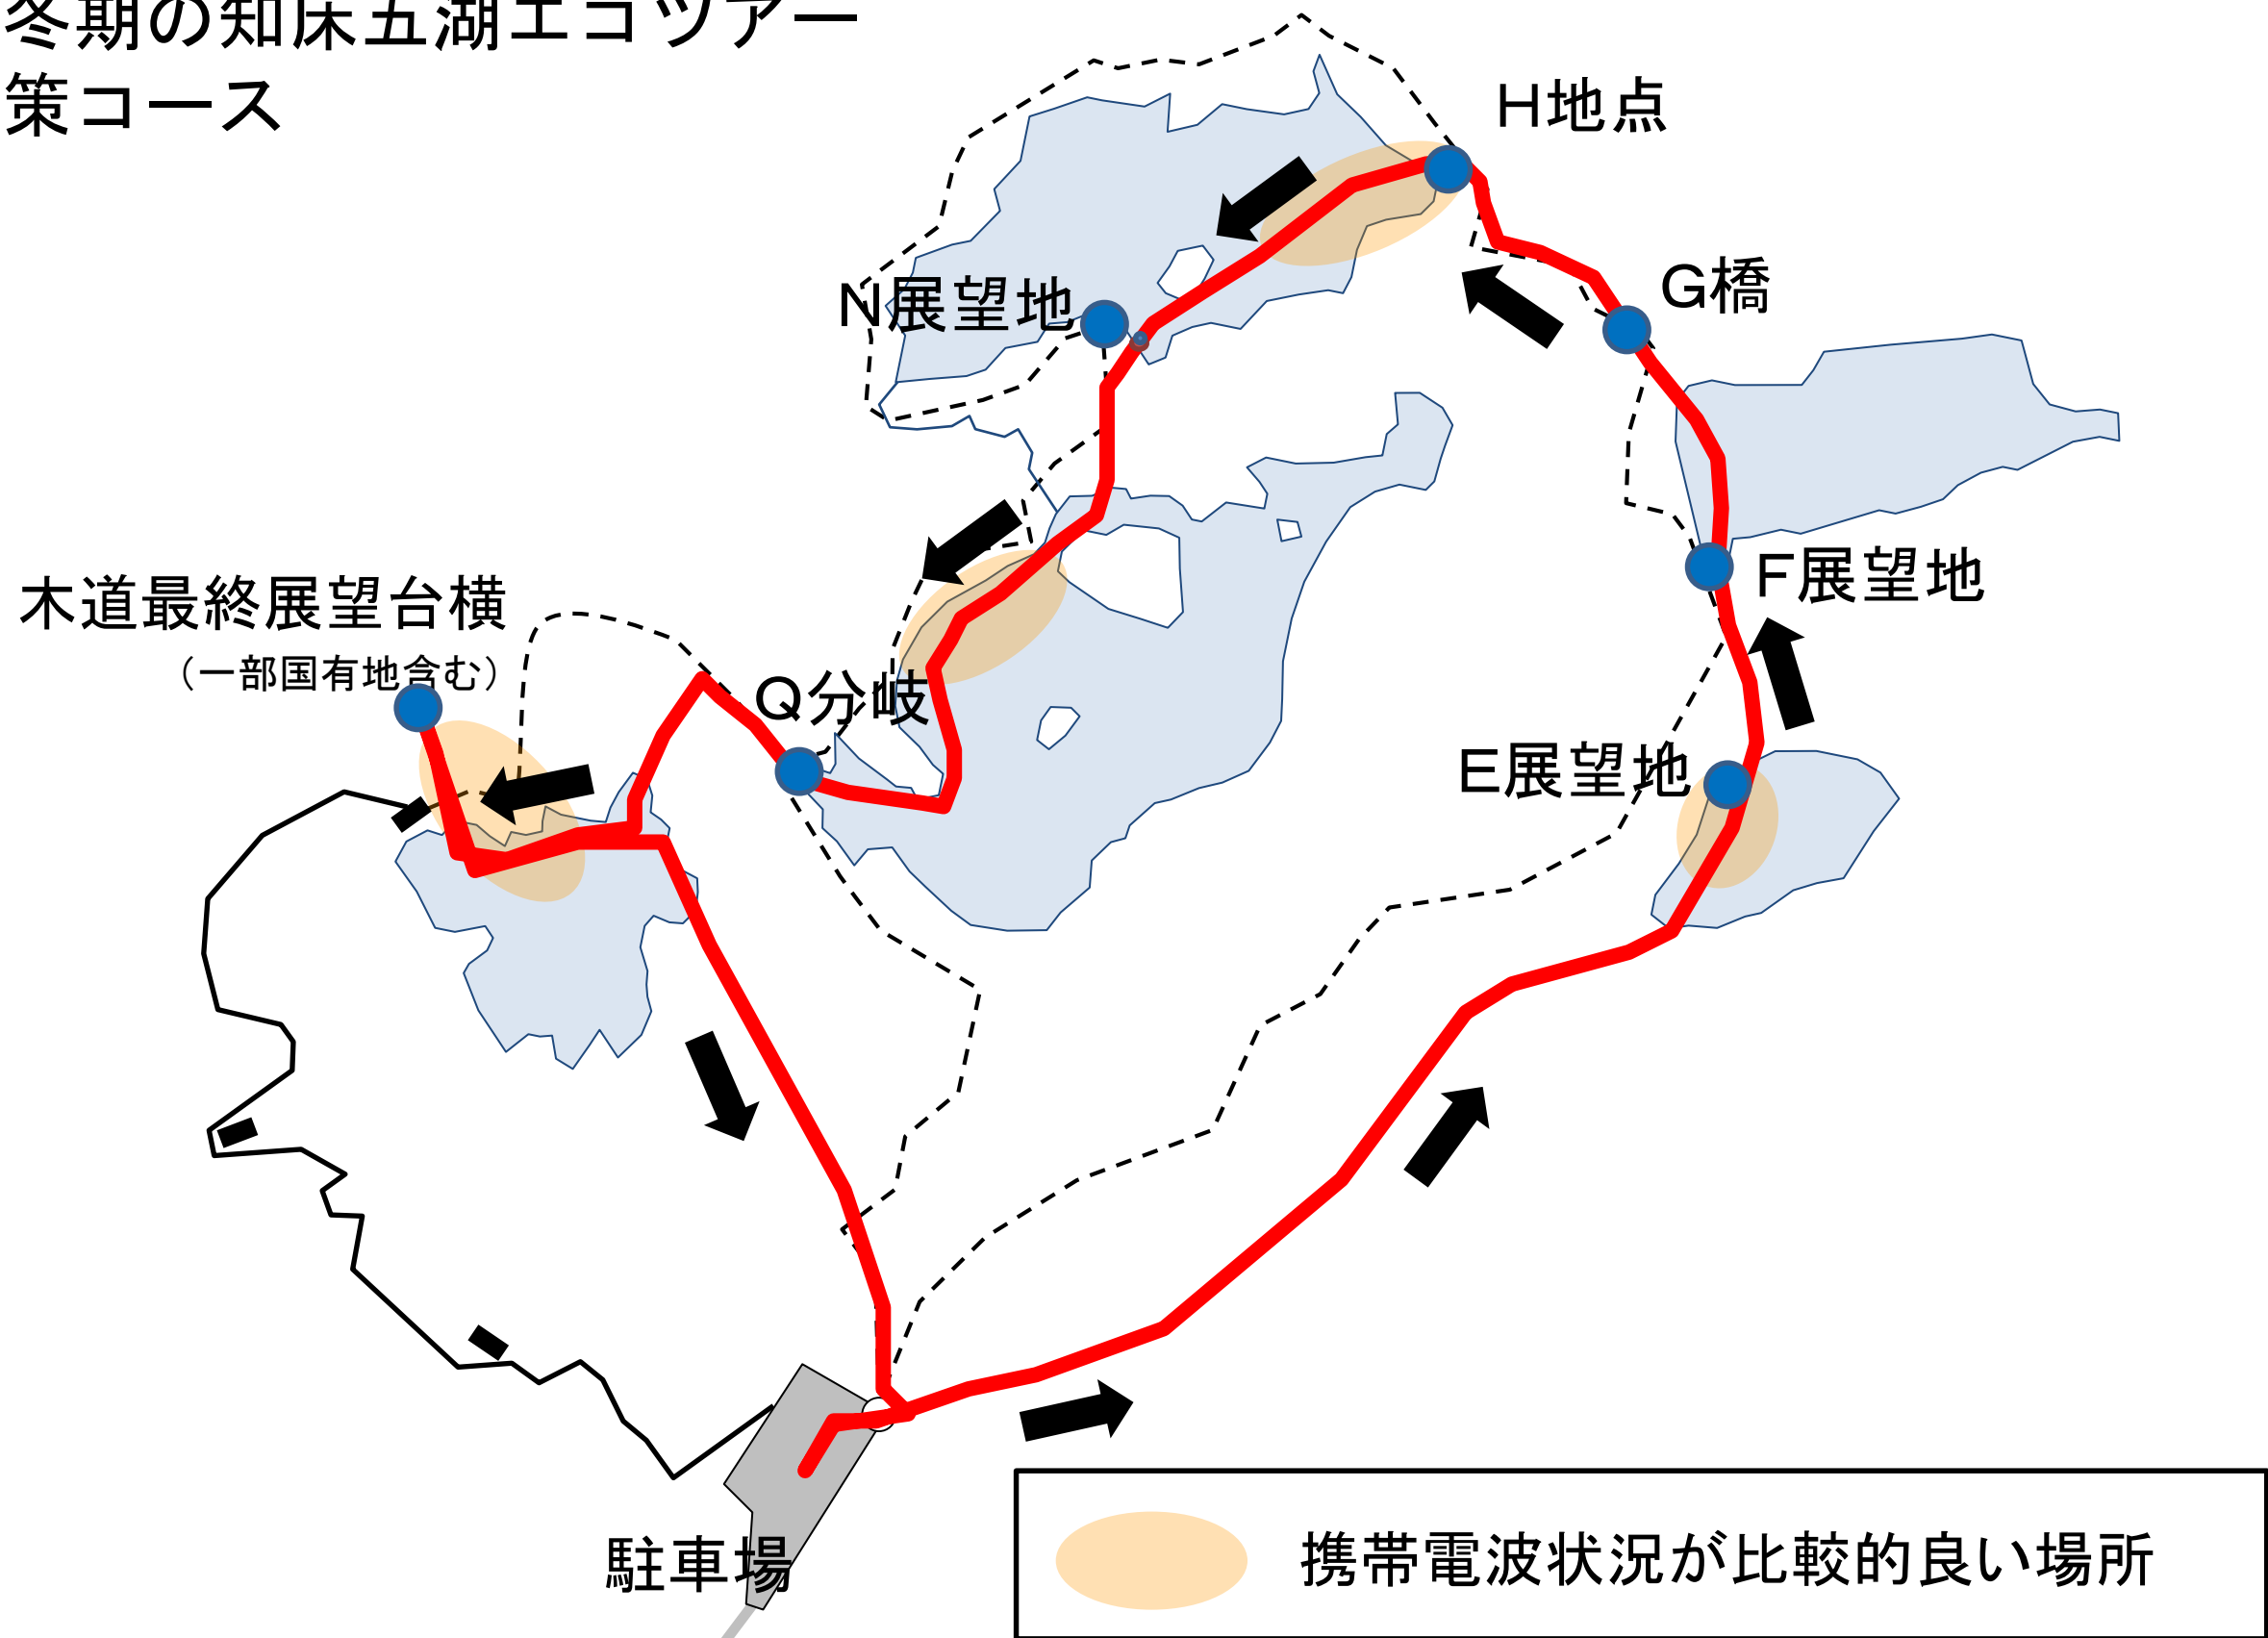 冬期の知床五湖エコツアー
策コース
H地点
G橋
N展望地
F展望地
木道最終展望台横
（一部国有地含む）
Q分岐
E展望地
駐車場
携帯電波状況が比較的良い場所